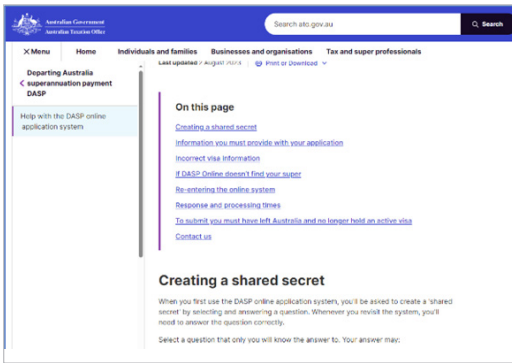 Australian Government
Australian Taxation Office
Search ato.gov.au
Search
Menu
Home
Individuals and families
Businesses and organisations
Tax and super professionals
Departing Australia
superannuation payment
DASP
Help with the DASP online
application system
Last updated 2 August 2023
Print or Download
On this page
Creating a shared secret
Information you must provide with your application
Incorrect visa information
If DASP Online doesn't find your super
Re-entering the online system
Response and processing times
To submit you must have left Australia and no longer hold an active visa
Contact us
Creating a shared secret
When you first use the DASP online application system, you'll be asked to create a 'shared
secret' by selecting and answering a question. Whenever you revisit the system, you'll
need to answer the question correctly.
Select a question that only you will know the answer to. Your answer may: